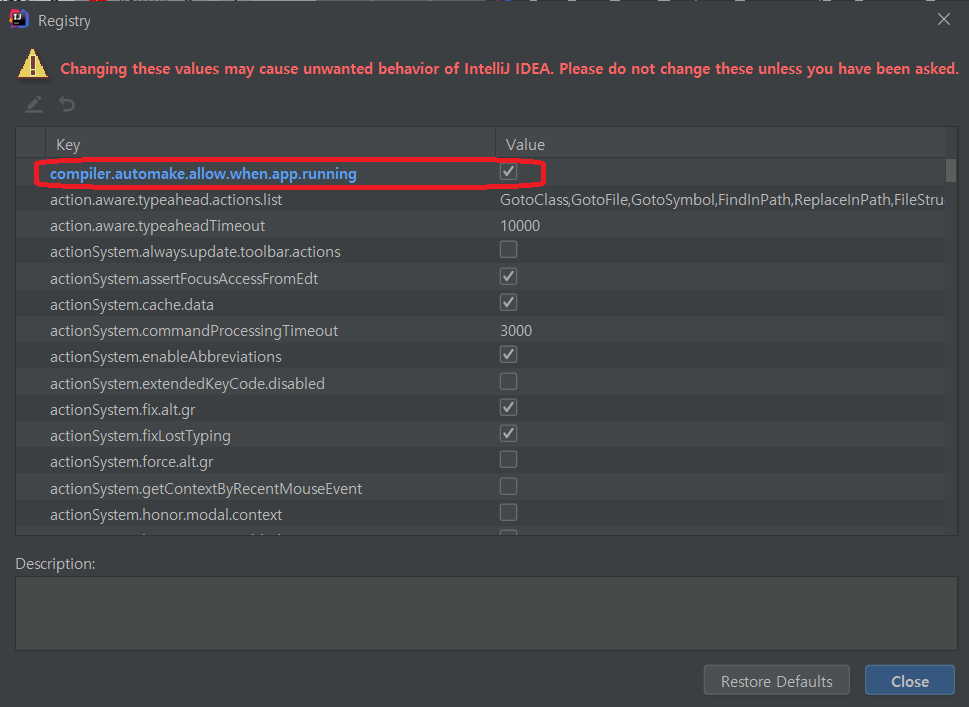 Registry
Changing these values may cause unwanted behavior of IntelliJ IDEA. Please do not change these unless you have been asked.
Key Value
compiler.automake.allow.when.app.running
action.aware.typeahead.actions.list GotoClass,GotoFile,GotoSymbol,FindInPath,ReplaceInPath,FileStru
action.aware.typeaheadTimeout 10000
actionSystem.always.update.toolbar.actions
actionSystem.assertFocusAccessFromEdt
actionSystem.cache.data
actionSystem.commandProcessingTimeout 3000
actionSystem.enableAbbreviations
actionSystem.extendedKeyCode.disabled
actionSystem.fix.alt.gr
actionSystem.fixLostTyping
actionSystem.force.alt.gr
actionSystem.getContextByRecentMouseEvent
actionSystem.honor.modal.context
Description:
Restore Defaults Close